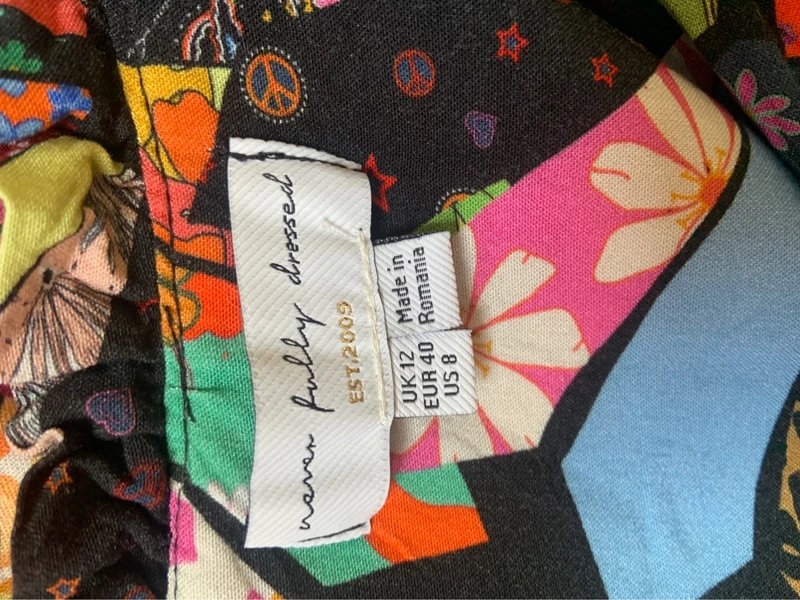 never fully dressed
EST.2009
Made in
Romania
UK 12
EUR 40
US 8